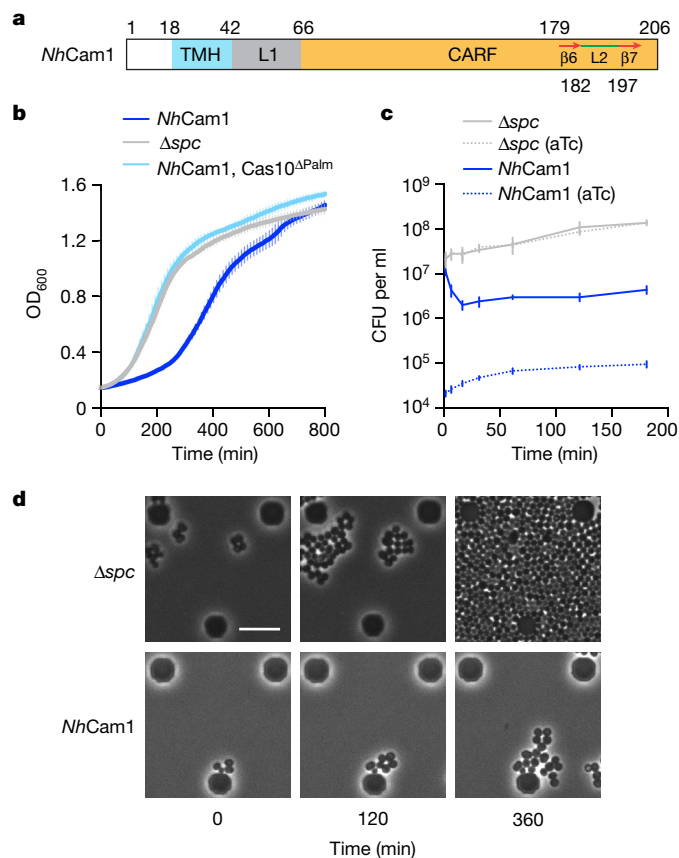 a
1 18 42 66 179 206
NhCam1 TMH L1 CARF β6 L2 β7
182 197
b
NhCam1
Δspc
NhCam1, Cas10ΔPalm
1.6
1.2
0.8
0.4
0
OD600
0 200 400 600 800
Time (min)
c
Δspc
Δspc (aTc)
NhCam1
NhCam1 (aTc)
10⁹
10⁸
10⁷
10⁶
10⁵
10⁴
CFU per ml
0 50 100 150 200
Time (min)
d
Δspc
NhCam1
0 120 360
Time (min)